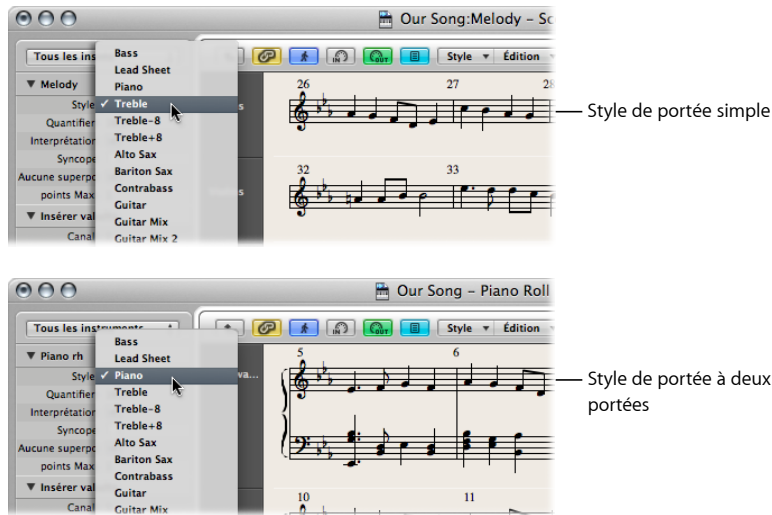 Our Song:Melody – Sc
Tous les ins
Style
Édition
Bass
Lead Sheet
Piano
✓ Treble
Treble-8
Treble+8
Alto Sax
Bariton Sax
Contrabass
Guitar
Guitar Mix
Guitar Mix 2
Melody
Style
Quantifier
Interprétation
Syncope
Aucune superpo
points Max
Insérer val
Canal
26
27
28
32
33
Style de portée simple
Our Song – Piano Roll
Tous les instruments
Style
Édition
Bass
Lead Sheet
✓ Piano
Treble
Treble-8
Treble+8
Alto Sax
Bariton Sax
Contrabass
Guitar
Guitar Mix
Piano rh
Style
Quantifier
Interprétation
Syncope
Aucune superpo
points Max
Insérer val
Canal
5
6
10
11
Style de portée à deux
portées